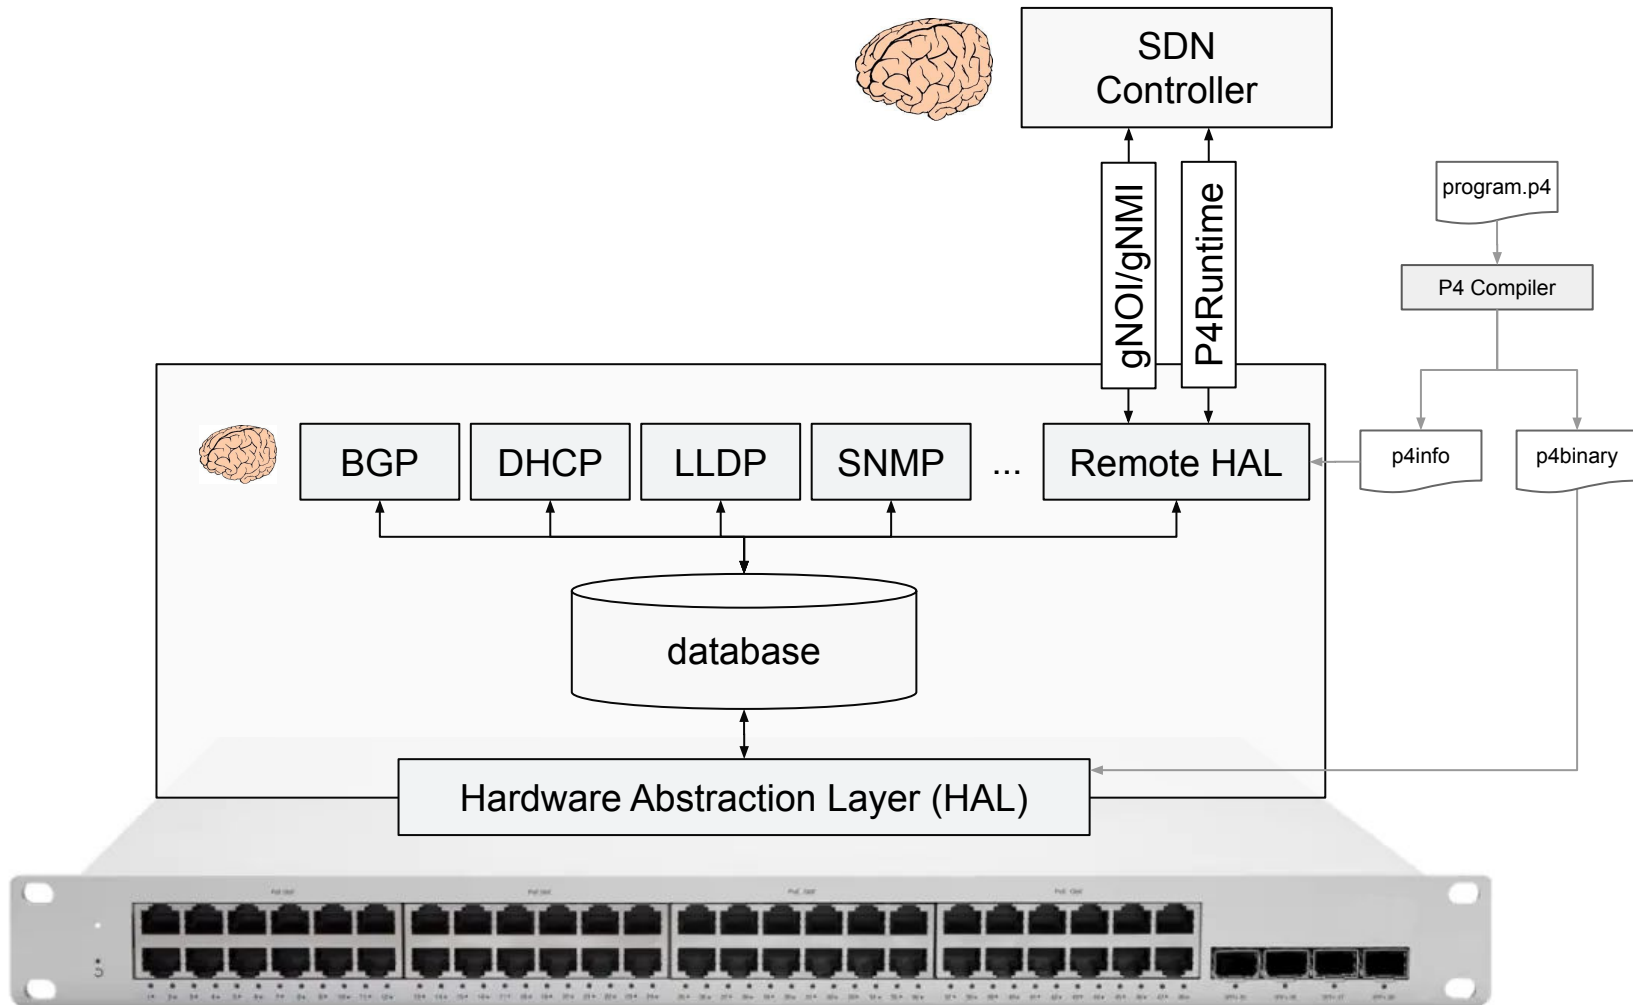 SDN
Controller
gNOI/gNMI
P4Runtime
program.p4
P4 Compiler
p4info
p4binary
BGP
DHCP
LLDP
SNMP
...
Remote HAL
database
Hardware Abstraction Layer (HAL)